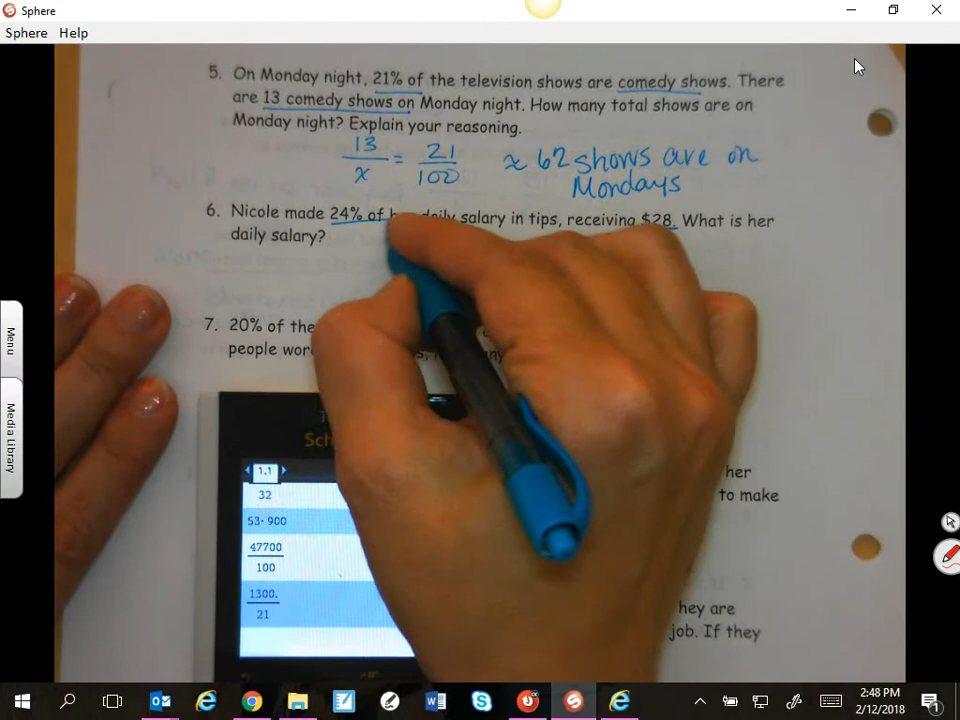 Sphere
Sphere Help
5. On Monday night, 21% of the television shows are comedy shows. There
are 13 comedy shows on Monday night. How many total shows are on
Monday night? Explain your reasoning.
13/x = 21/100 ≈ 62 shows are on
Mondays
6. Nicole made 24% of daily salary in tips, receiving $28. What is her
daily salary?
7. 20% of the
people
Menu
Media Library
1.1
32
53·900
47700
100
1300.
21
her
to make
hey are
job. If they
2:48 PM
2/12/2018